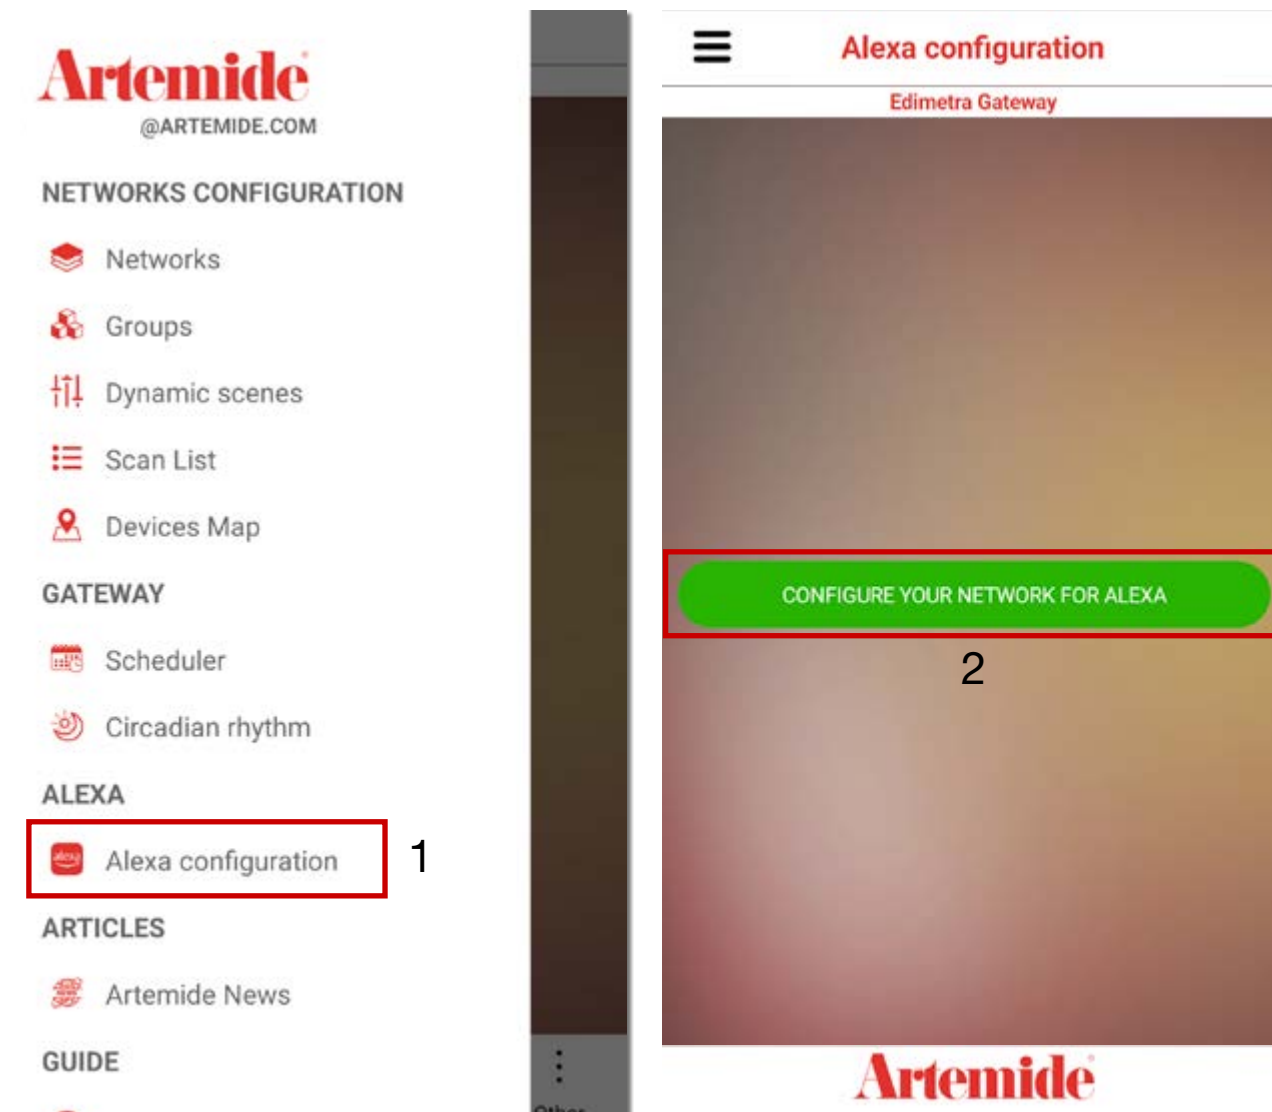 Artemide
@ARTEMIDE.COM
NETWORKS CONFIGURATION
Networks
Groups
Dynamic scenes
Scan List
Devices Map
GATEWAY
Scheduler
Circadian rhythm
ALEXA
alexa
Alexa configuration
1
ARTICLES
Artemide News
GUIDE
Alexa configuration
Edimetra Gateway
CONFIGURE YOUR NETWORK FOR ALEXA
2
Artemide